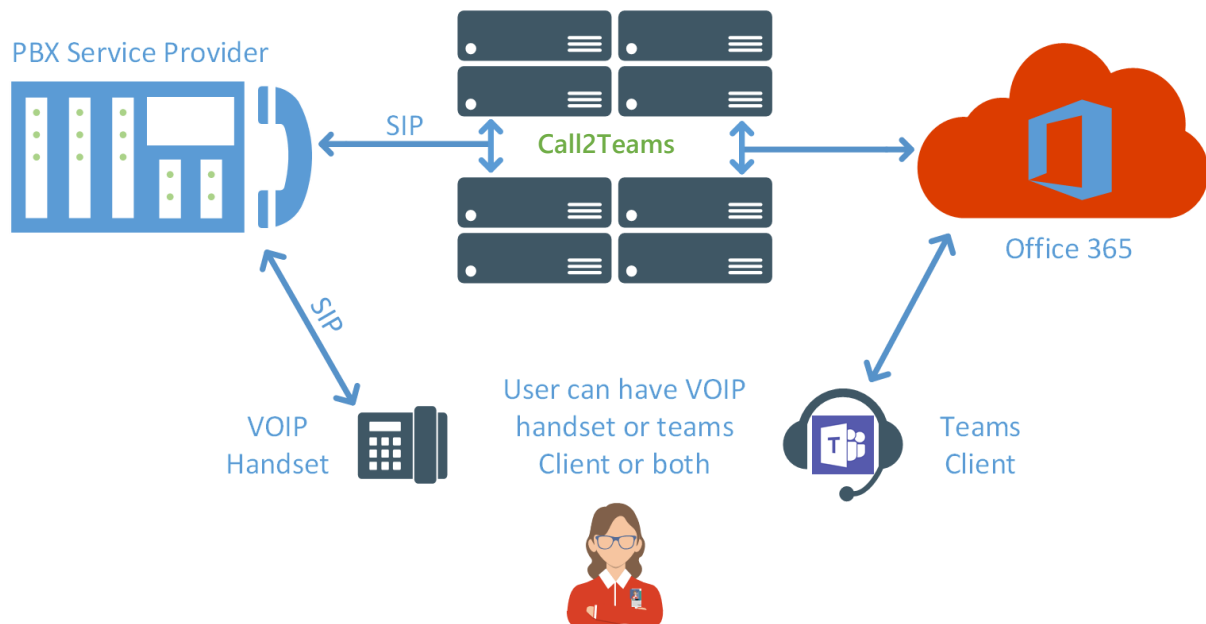 PBX Service Provider
SIP
Call2Teams
Office 365
SIP
VOIP
Handset
User can have VOIP
handset or teams
Client or both
T
Teams
Client